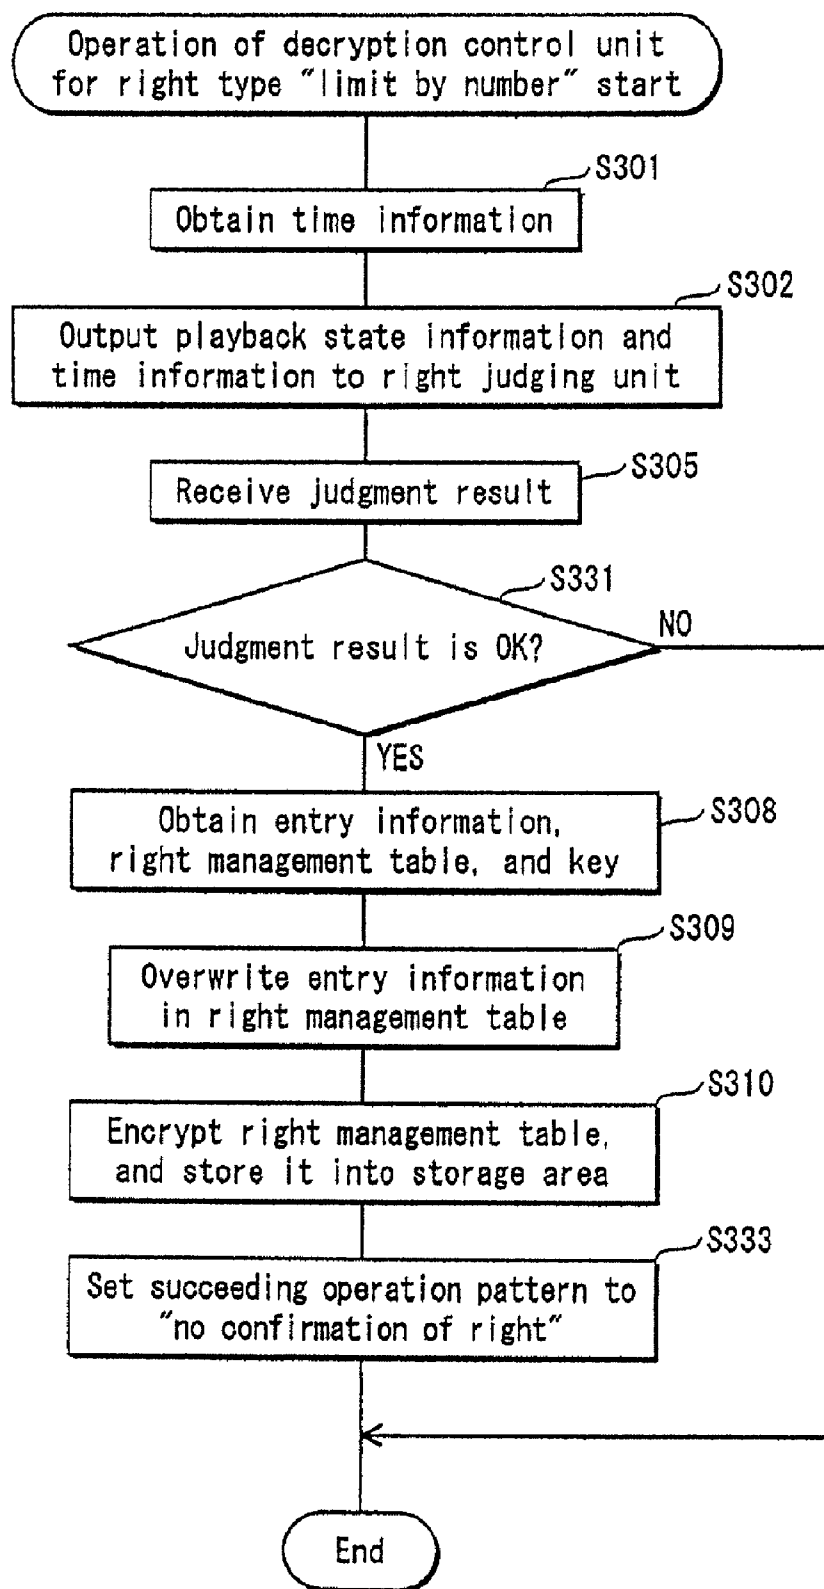 Operation of decryption control unit
for right type "limit by number" start
S301
Obtain time information
S302
Output playback state information and
time information to right judging unit
S305
Receive judgment result
S331
Judgment result is OK?
NO
YES
S308
Obtain entry information,
right management table, and key
S309
Overwrite entry information
in right management table
S310
Encrypt right management table,
and store it into storage area
S333
Set succeeding operation pattern to
"no confirmation of right"
End